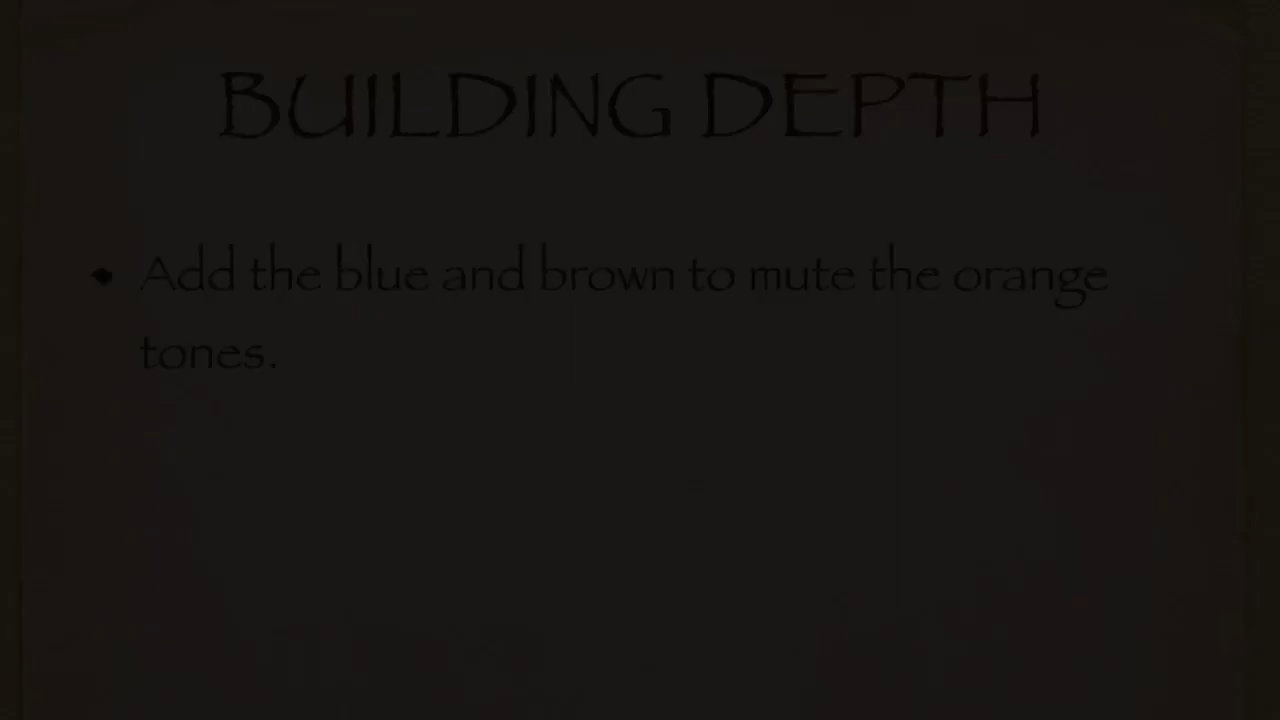 BUILDING DEPTH
Add the blue and brown to mute the orange
tones.